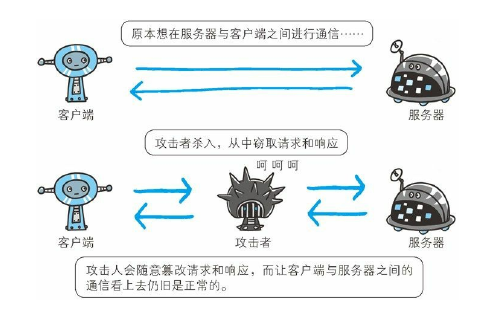 原本想在服务器与客户端之间进行通信……
客户端
服务器
攻击者杀入，从中窃取请求和响应
呵 呵 呵
客户端
攻击者
服务器
攻击人会随意篡改请求和响应，而让客户端与服务器之间的
通信看上去仍旧是正常的。